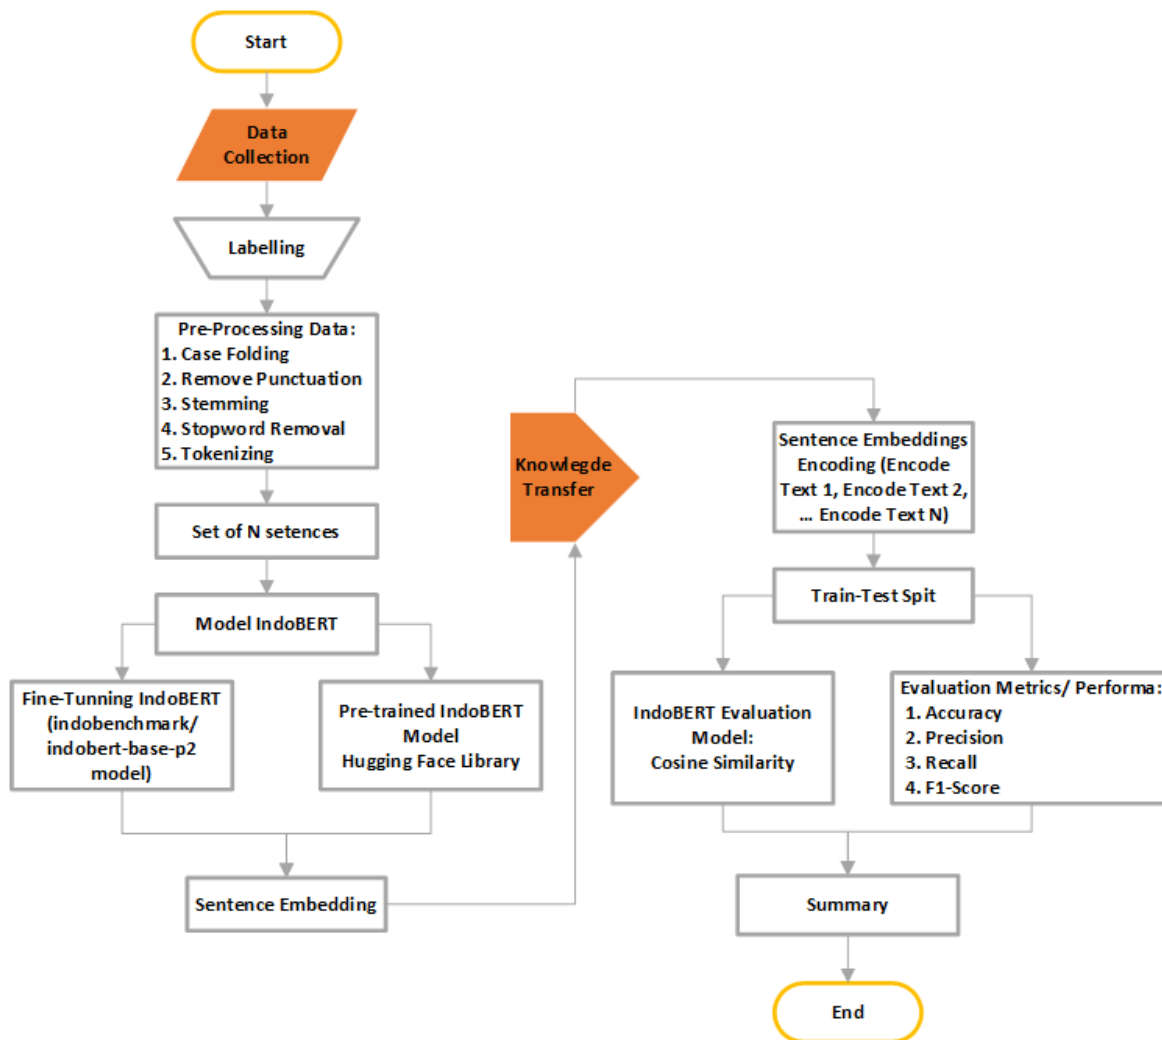 Start
Data
Collection
Labelling
Pre-Processing Data:
1. Case Folding
2. Remove Punctuation
3. Stemming
4. Stopword Removal
5. Tokenizing
Set of N setences
Model IndoBERT
Fine-Tunning IndoBERT
(indobenchmark/
indobert-base-p2
model)
Pre-trained IndoBERT
Model
Hugging Face Library
Sentence Embedding
Knowlegde
Transfer
Sentence Embeddings
Encoding (Encode
Text 1, Encode Text 2,
... Encode Text N)
Train-Test Spit
IndoBERT Evaluation
Model:
Cosine Similarity
Evaluation Metrics/ Performa:
1. Accuracy
2. Precision
3. Recall
4. F1-Score
Summary
End